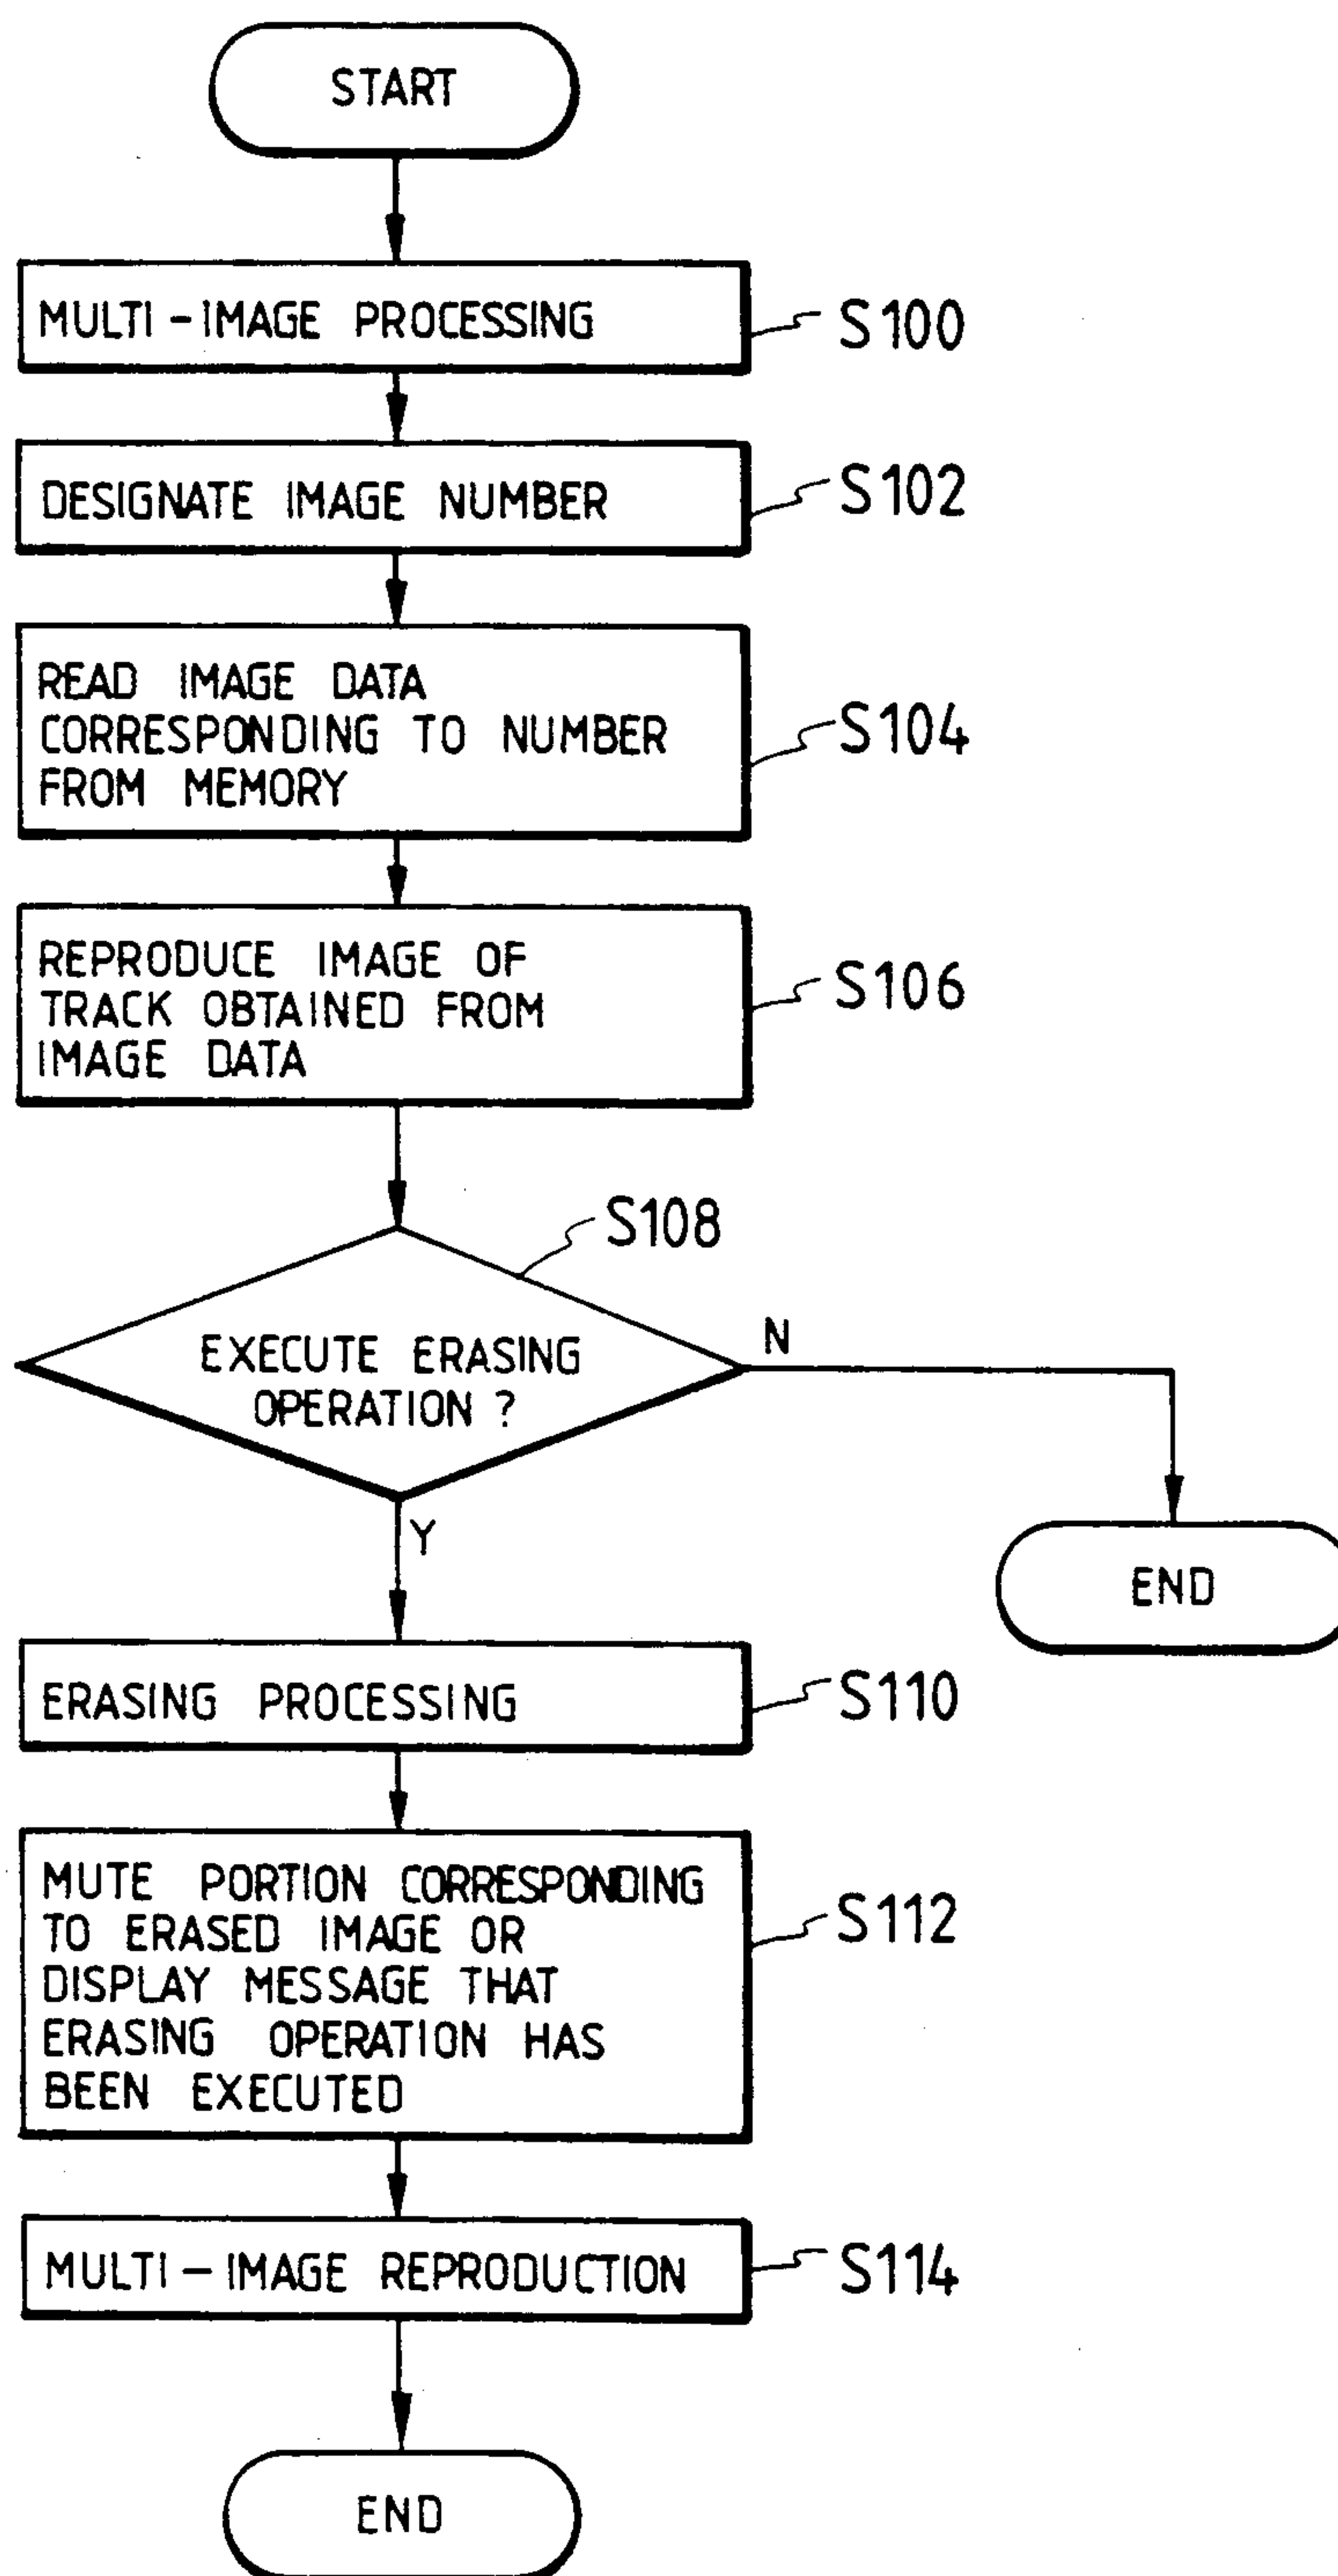 START
MULTI-IMAGE PROCESSING
S100
DESIGNATE IMAGE NUMBER
S102
READ IMAGE DATA
CORRESPONDING TO NUMBER
FROM MEMORY
S104
REPRODUCE IMAGE OF
TRACK OBTAINED FROM
IMAGE DATA
S106
S108
EXECUTE ERASING
OPERATION ?
N
Y
END
ERASING PROCESSING
S110
MUTE PORTION CORRESPONDING
TO ERASED IMAGE OR
DISPLAY MESSAGE THAT
ERASING OPERATION HAS
BEEN EXECUTED
S112
MULTI-IMAGE REPRODUCTION
S114
END